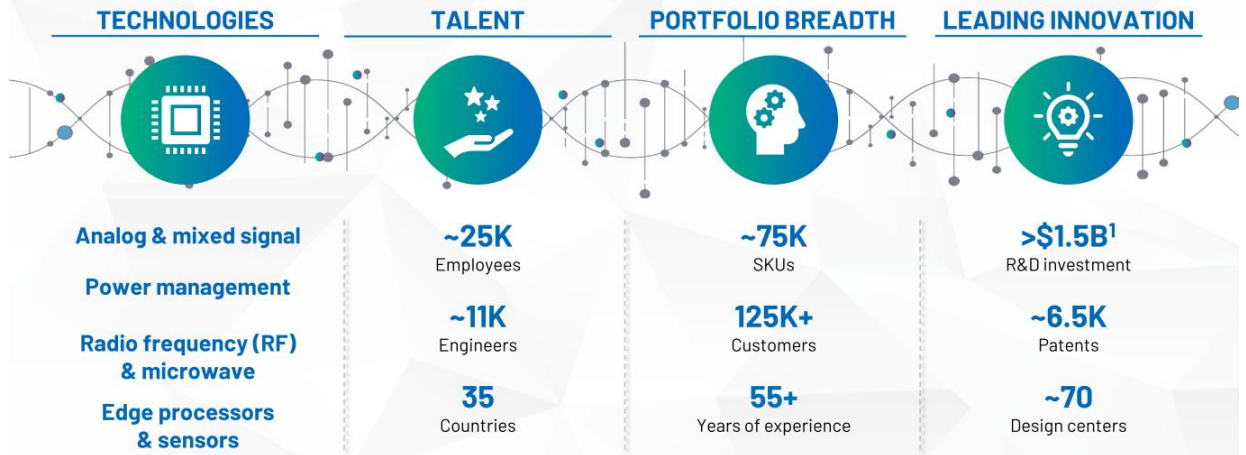 TECHNOLOGIES
Analog & mixed signal
Power management
Radio frequency (RF)
& microwave
Edge processors
& sensors
TALENT
~25K
Employees
~11K
Engineers
35
Countries
PORTFOLIO BREADTH
~75K
SKUs
125K+
Customers
55+
Years of experience
LEADING INNOVATION
>$1.5B¹
R&D investment
~6.5K
Patents
~70
Design centers